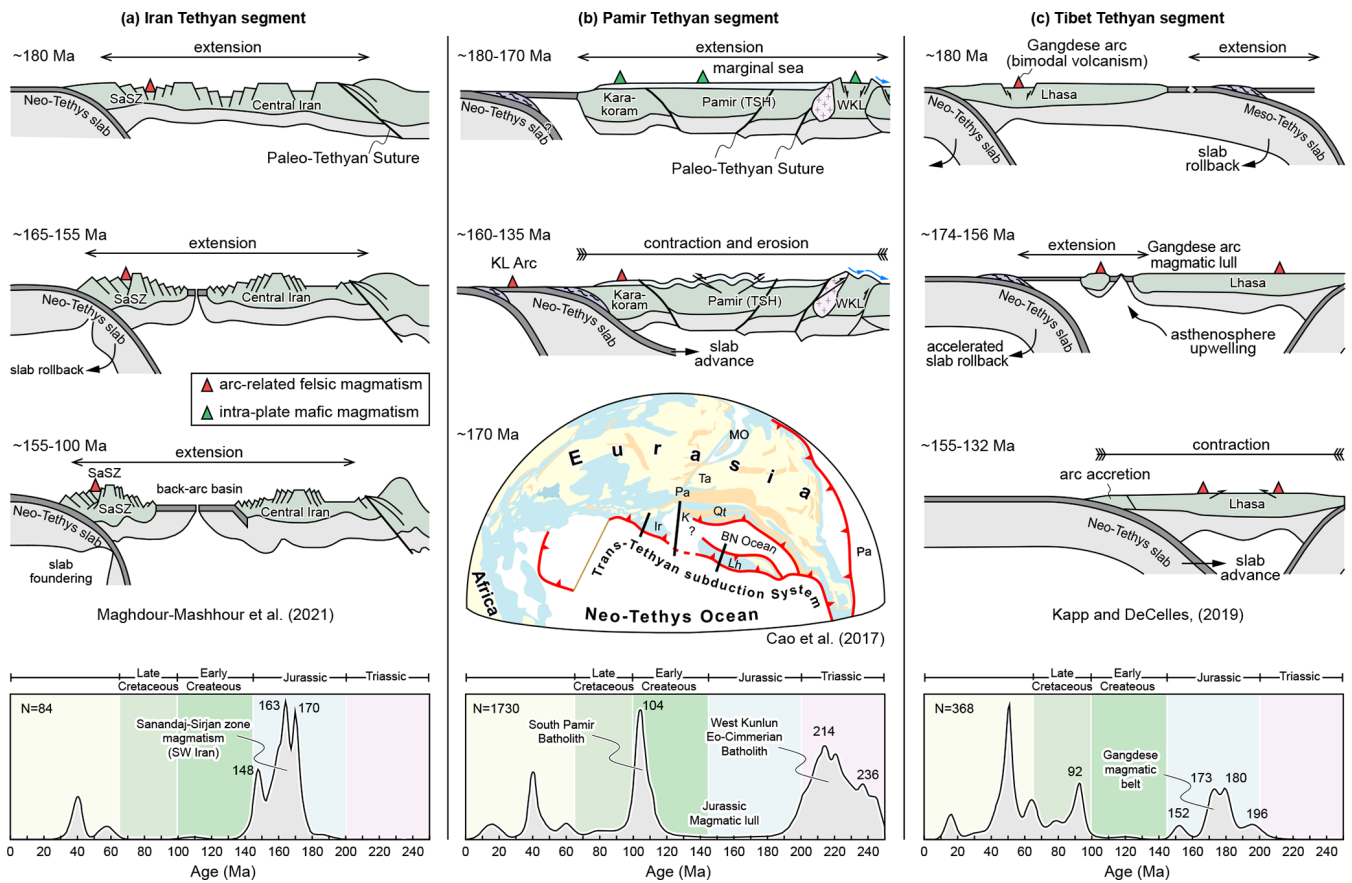 (a) Iran Tethyan segment
~180 Ma
extension
SaSZ
Central Iran
Neo-Tethys slab
Paleo-Tethyan Suture
~165-155 Ma
extension
SaSZ
Central Iran
Neo-Tethys slab
slab rollback
arc-related felsic magmatism
intra-plate mafic magmatism
~155-100 Ma
extension
SaSZ
back-arc basin
SaSZ
Central Iran
Neo-Tethys slab
slab
foundering
Maghdour-Mashhour et al. (2021)
Late
Cretaceous
Early
Createous
Jurassic
Triassic
N=84
163
170
Sanandaj-Sirjan zone
magmatism
(SW Iran)
148
0 20 40 60 80 100 120 140 160 180 200 220 240
Age (Ma)
(b) Pamir Tethyan segment
~180-170 Ma
extension
marginal sea
Kara-
koram
Pamir (TSH)
WKL
Neo-Tethys slab
Paleo-Tethyan Suture
~160-135 Ma
contraction and erosion
KL Arc
Kara-
koram
Pamir (TSH)
WKL
Neo-Tethys slab
slab
advance
~170 Ma
MO
Eurasia
Ta
Pa
Qt
K
Ir
?
BN Ocean
Lh
Pa
Trans-Tethyan subduction System
Africa
Neo-Tethys Ocean
Cao et al. (2017)
Late
Cretaceous
Early
Createous
Jurassic
Triassic
N=1730
104
South Pamir
Batholith
West Kunlun
Eo-Cimmerian
Batholith
214
236
Jurassic
Magmatic lull
0 20 40 60 80 100 120 140 160 180 200 220 240
Age (Ma)
(c) Tibet Tethyan segment
~180 Ma
Gangdese arc
(bimodal volcanism)
extension
Lhasa
Neo-Tethys slab
Meso-Tethys slab
slab
rollback
~174-156 Ma
extension
Gangdese arc
magmatic lull
Lhasa
Neo-Tethys slab
accelerated
slab rollback
asthenosphere
upwelling
~155-132 Ma
contraction
arc accretion
Lhasa
Neo-Tethys slab
slab
advance
Kapp and DeCelles, (2019)
Late
Cretaceous
Early
Createous
Jurassic
Triassic
N=368
92
Gangdese
magmatic
belt
173
180
152
196
0 20 40 60 80 100 120 140 160 180 200 220 240
Age (Ma)